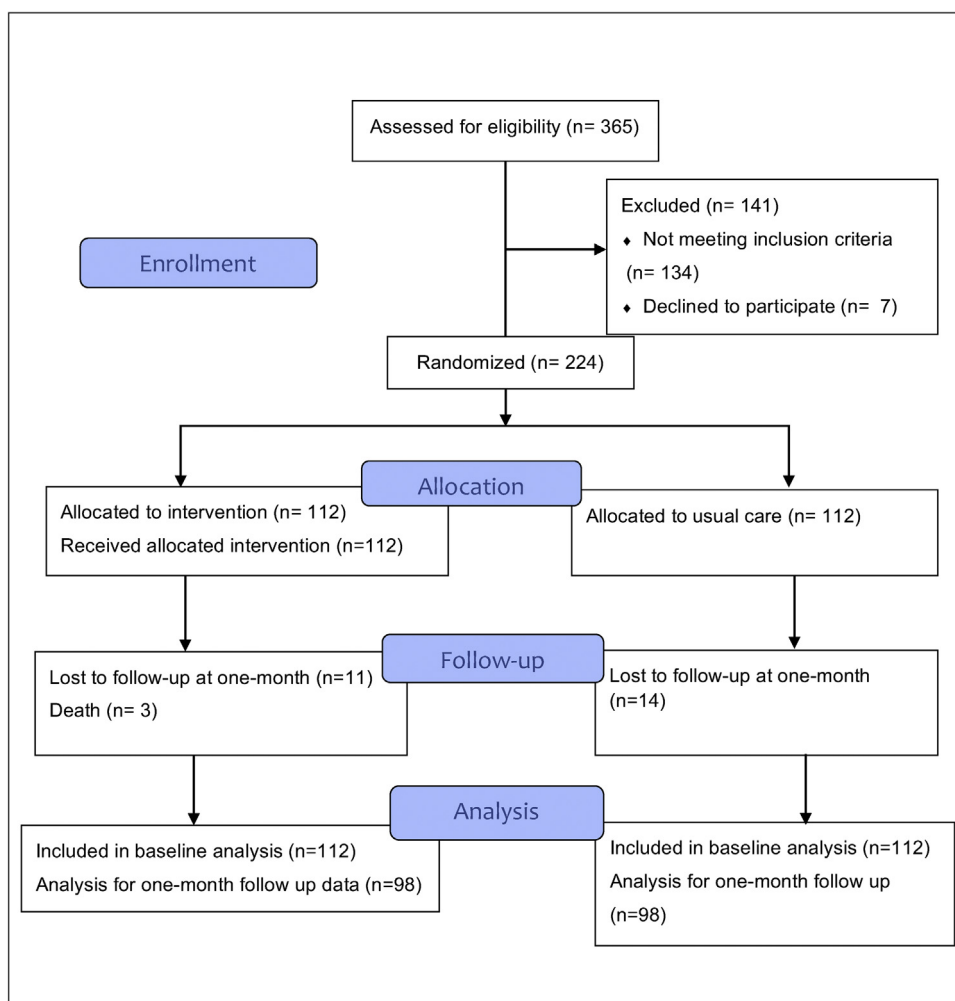 Assessed for eligibility (n= 365)
Excluded (n= 141)
♦ Not meeting inclusion criteria
(n= 134)
♦ Declined to participate (n= 7)
Enrollment
Randomized (n= 224)
Allocation
Allocated to intervention (n= 112)
Received allocated intervention (n=112)
Allocated to usual care (n= 112)
Follow-up
Lost to follow-up at one-month (n=11)
Death (n= 3)
Lost to follow-up at one-month
(n=14)
Analysis
Included in baseline analysis (n=112)
Analysis for one-month follow up data (n=98)
Included in baseline analysis (n=112)
Analysis for one-month follow up
(n=98)